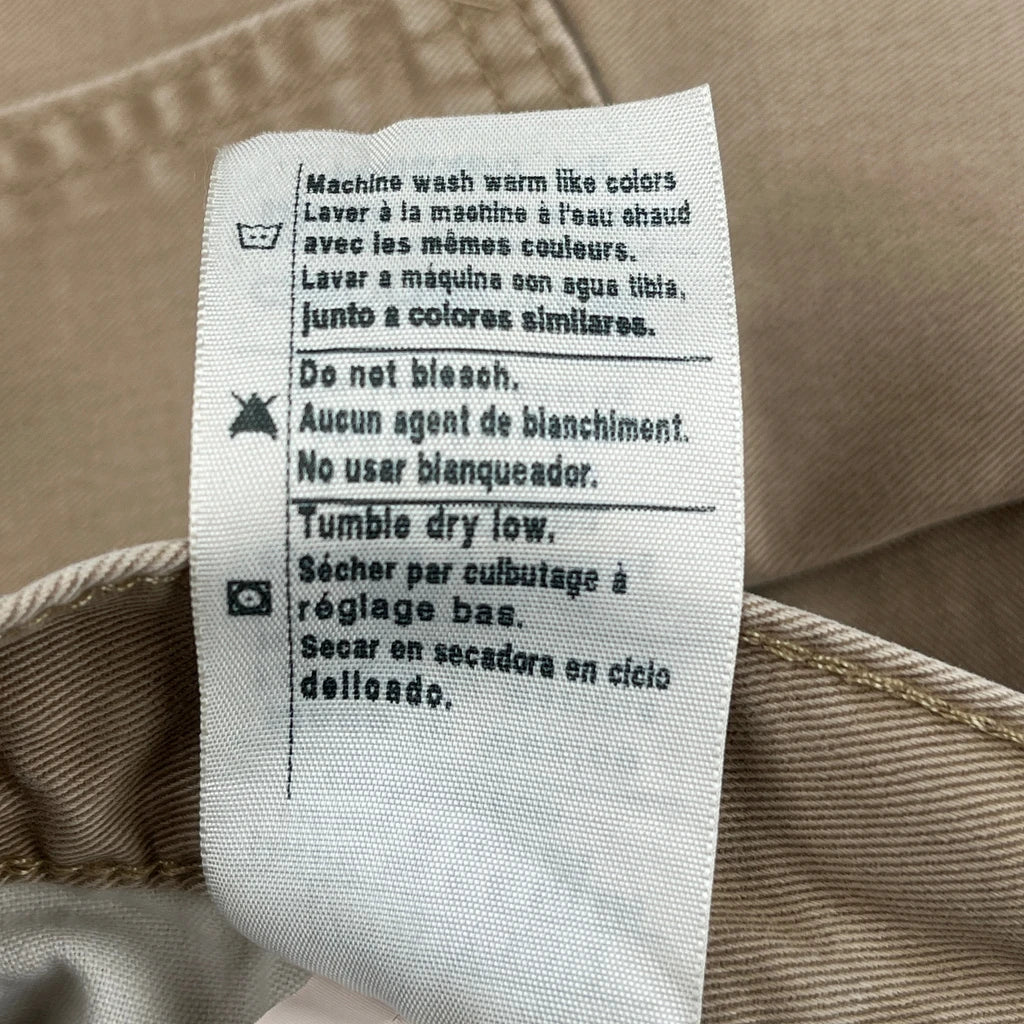 Machine wash warm like colors
Laver à la machine à l'eau chaud
avec les mêmes couleurs.
Lavar a máquina con agua tibia,
junto a colores similares.
Do not bleach.
Aucun agent de blanchiment.
No usar blanqueador.
Tumble dry low.
Sécher par culbutage à
réglage bas.
Secar en secadora en ciclo
delicado.